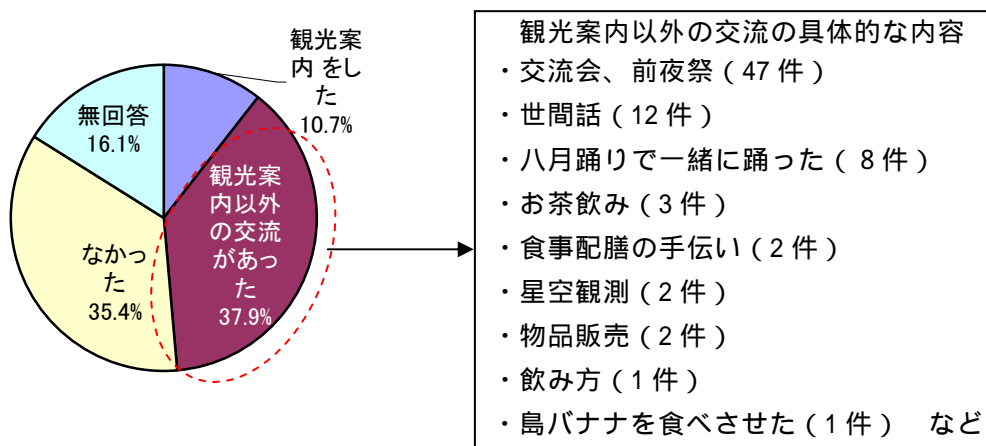 観光案
内 をし
た
10.7%
無回答
16.1%
観光案
内以外
の交流
があっ
た
37.9%
なかっ
た
35.4%
観光案内以外の交流の具体的な内容
・交流会、前夜祭（47 件）
・世間話（12 件）
・八月踊りで一緒に踊った（ 8 件）
・お茶飲み（3 件）
・食事配膳の手伝い（2 件）
・星空観測（2 件）
・物品販売（2 件）
・飲み方（1 件）
・島バナナを食べさせた（1 件）　など